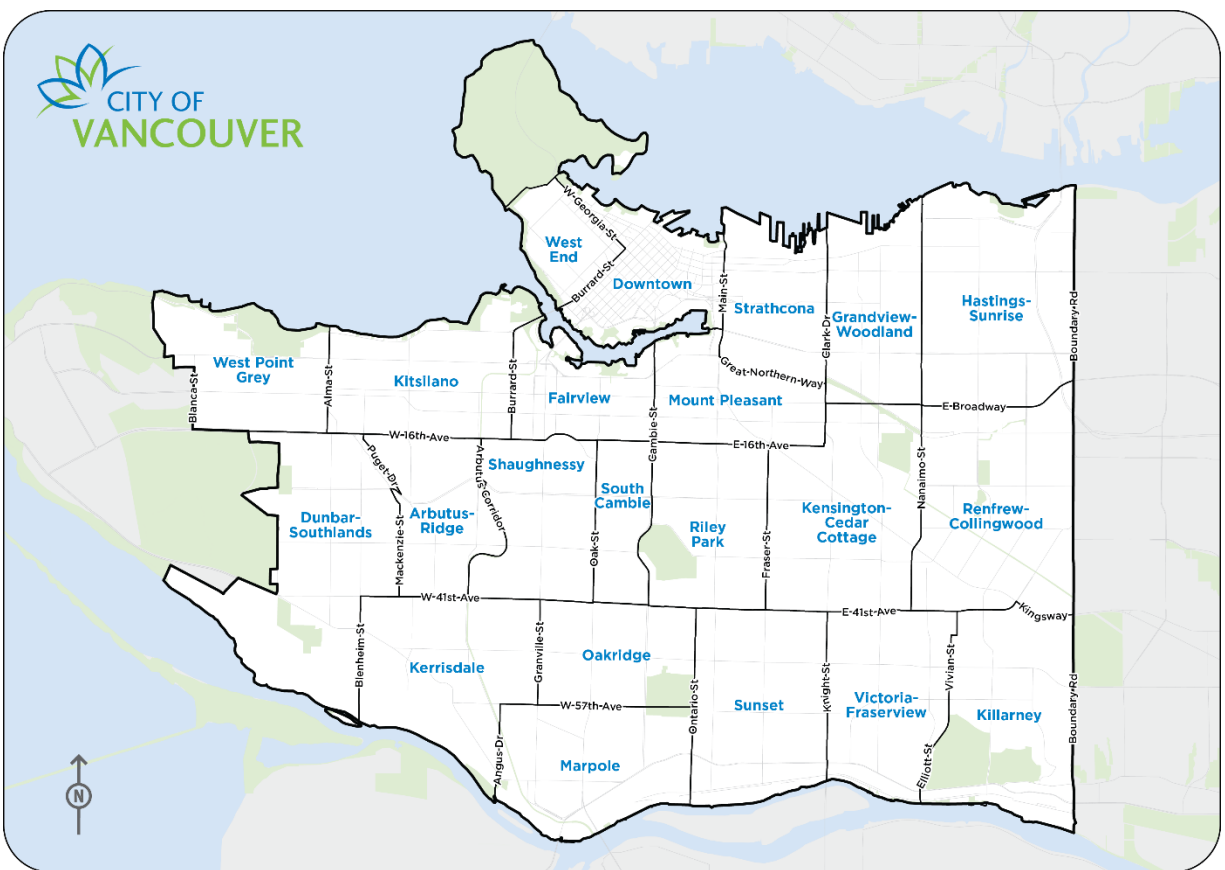 CITY OF
VANCOUVER
W-Georgia-St
West
End
Burrard-St
Downtown
Main-St
Strathcona
Grandview-
Woodland
Clark-Dr
Hastings-
Sunrise
Boundary-Rd
West Point
Grey
Blanca-St
Alma-St
Kitsilano
Burrard-St
Fairview
Cambie-St
Mount Pleasant
Great-Northern-Way
E-Broadway
W-16th-Ave
E-16th-Ave
Nanaimo-St
Puget-Dr
Arbutus-Corridor
Shaughnessy
South
Cambie
Dunbar-
Southlands
Arbutus-
Ridge
Mackenzie-St
Oak-St
Riley
Park
Fraser-St
Kensington-
Cedar
Cottage
Renfrew-
Collingwood
W-41st-Ave
E-41st-Ave
Kingsway
Blenheim-St
Kerrisdale
Granville-St
Oakridge
W-57th-Ave
Ontario-St
Sunset
Knight-St
Victoria-
Fraserview
Vivian-St
Killarney
Boundary-Rd
Angus-Dr
Marpole
Elliott-St
N